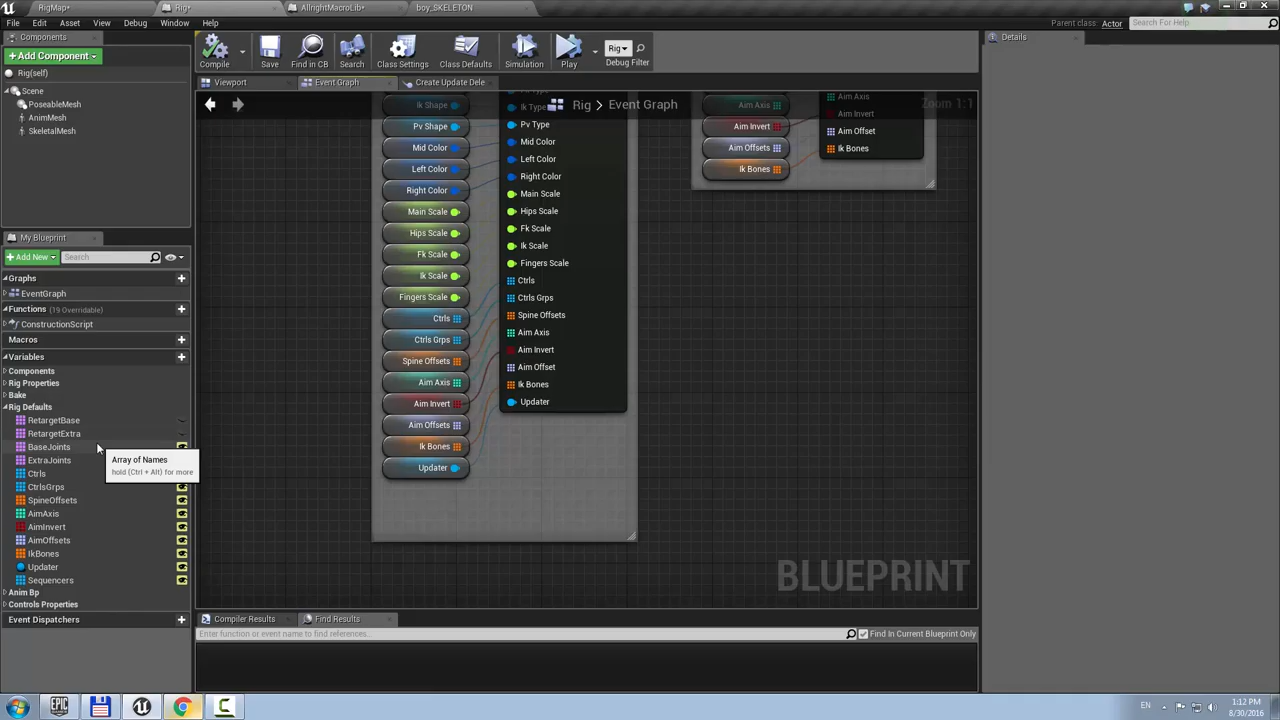 RigMap*
Rig*
AllrightMacroLib*
boy_SKELETON
File Edit Asset View Debug Window Help
Parent class: Actor
Search For Help
Components
Details
+Add Component
Rig(self)
Scene
PoseableMesh
AnimMesh
SkeletalMesh
Compile
Save
Find in CB
Search
Class Settings
Class Defaults
Simulation
Play
Rig
Debug Filter
Viewport
Event Graph
Create Update Dele
Rig > Event Graph
Zoom 1:1
My Blueprint
+Add New
Search
Graphs
EventGraph
Functions (19 Overridable)
ConstructionScript
Macros
Variables
Components
Rig Properties
Bake
Rig Defaults
RetargetBase
RetargetExtra
BaseJoints
ExtraJoints
Ctrls
CtrlsGrps
SpineOffsets
AimAxis
AimInvert
AimOffsets
IkBones
Updater
Sequencers
Anim Bp
Controls Properties
Event Dispatchers
Array of Names
hold (Ctrl + Alt) for more
Ik Shape
Pv Shape
Mid Color
Left Color
Right Color
Main Scale
Hips Scale
Fk Scale
Ik Scale
Fingers Scale
Ctrls
Ctrls Grps
Spine Offsets
Aim Axis
Aim Invert
Aim Offsets
Ik Bones
Updater
Ik Type
Pv Type
Mid Color
Left Color
Right Color
Main Scale
Hips Scale
Fk Scale
Ik Scale
Fingers Scale
Ctrls
Ctrls Grps
Spine Offsets
Aim Axis
Aim Invert
Aim Offset
Ik Bones
Updater
Aim Axis
Aim Invert
Aim Offsets
Ik Bones
Aim Axis
Aim Invert
Aim Offset
Ik Bones
BLUEPRINT
Compiler Results
Find Results
Enter function or event name to find references...
Find In Current Blueprint Only
EPIC
EN
1:12 PM
8/30/2016